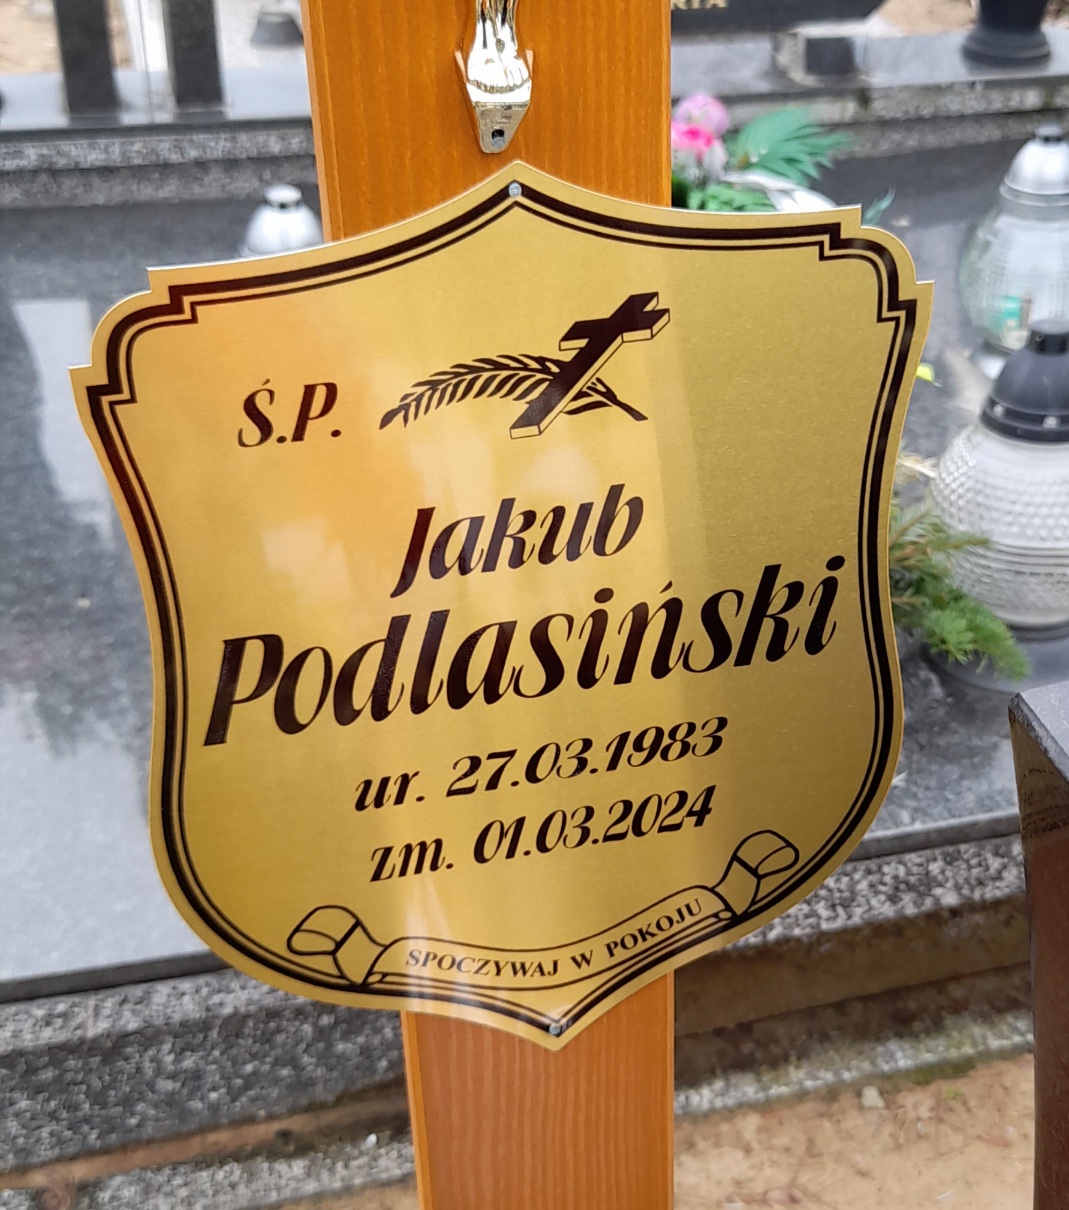 Ś.P.
Jakub
Podlasiński
ur. 27.03.1983
zm. 01.03.2024
SPOCZYWAJ W POKOJU